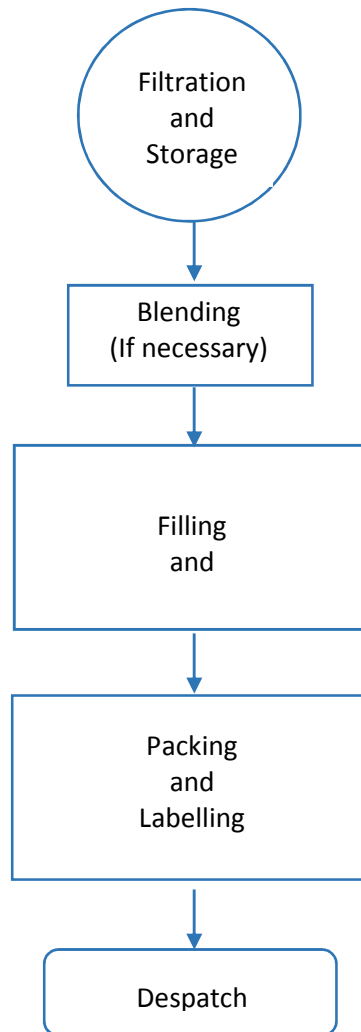 Filtration
and
Storage
Blending
(If necessary)
Filling
and
Packing
and
Labelling
Despatch